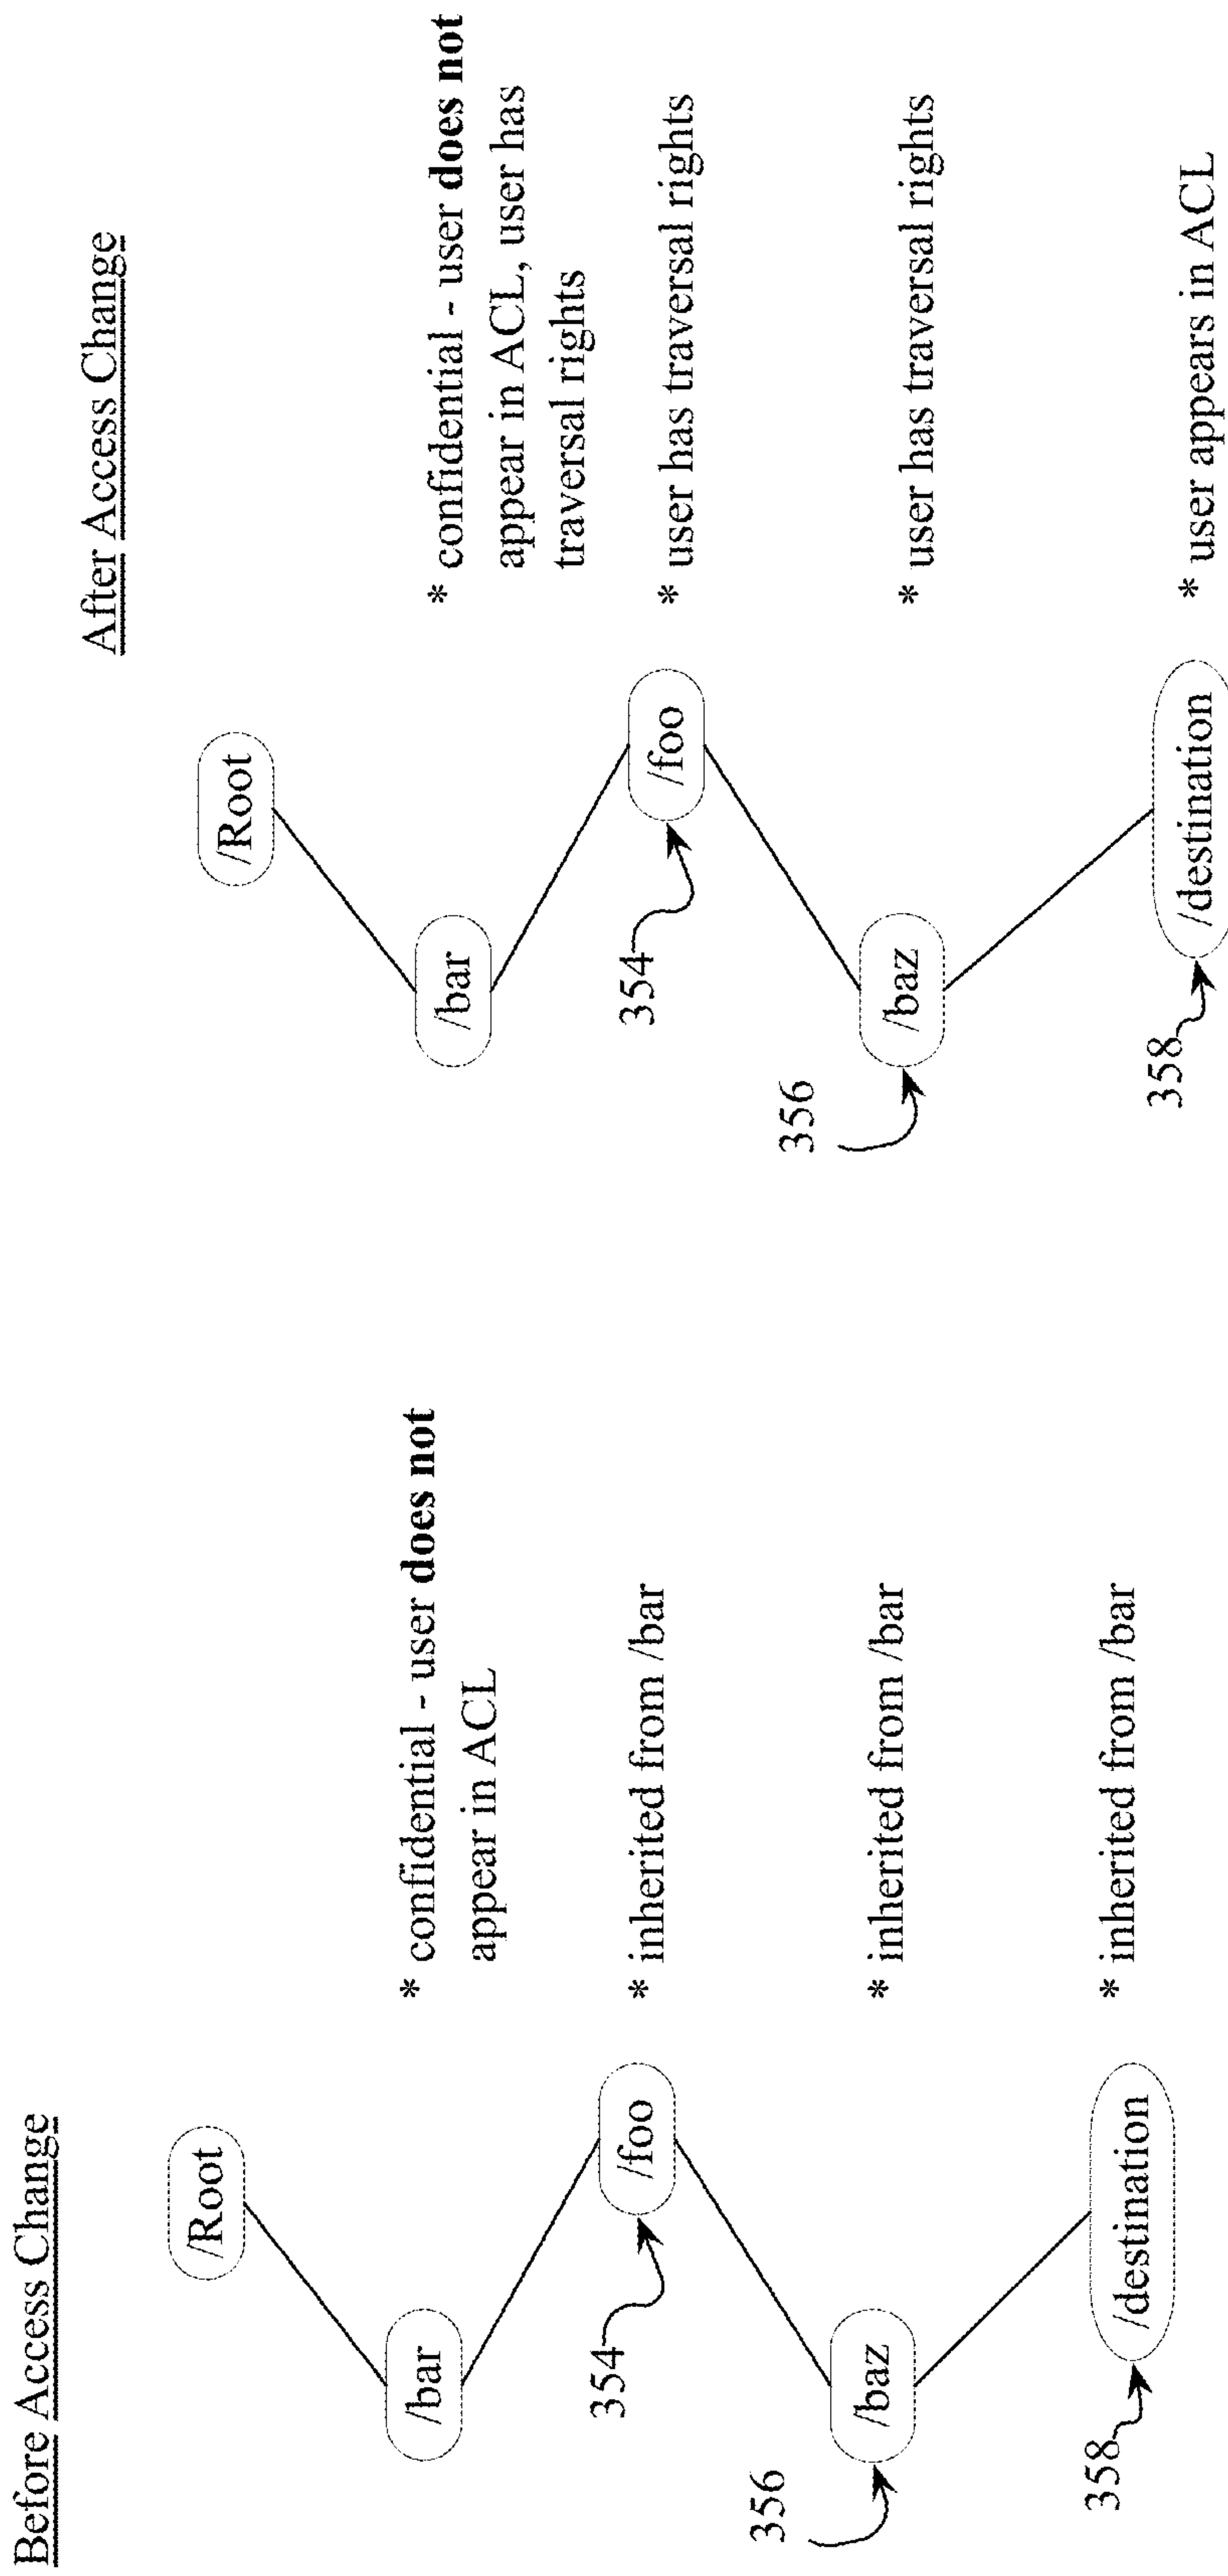 Before Access Change
/Root
/bar
* confidential - user does not
appear in ACL
/foo
* inherited from /bar
354
/baz
* inherited from /bar
356
/destination
* inherited from /bar
358
After Access Change
/Root
/bar
* confidential - user does not
appear in ACL, user has
traversal rights
/foo
* user has traversal rights
354
/baz
* user has traversal rights
356
/destination
* user appears in ACL
358